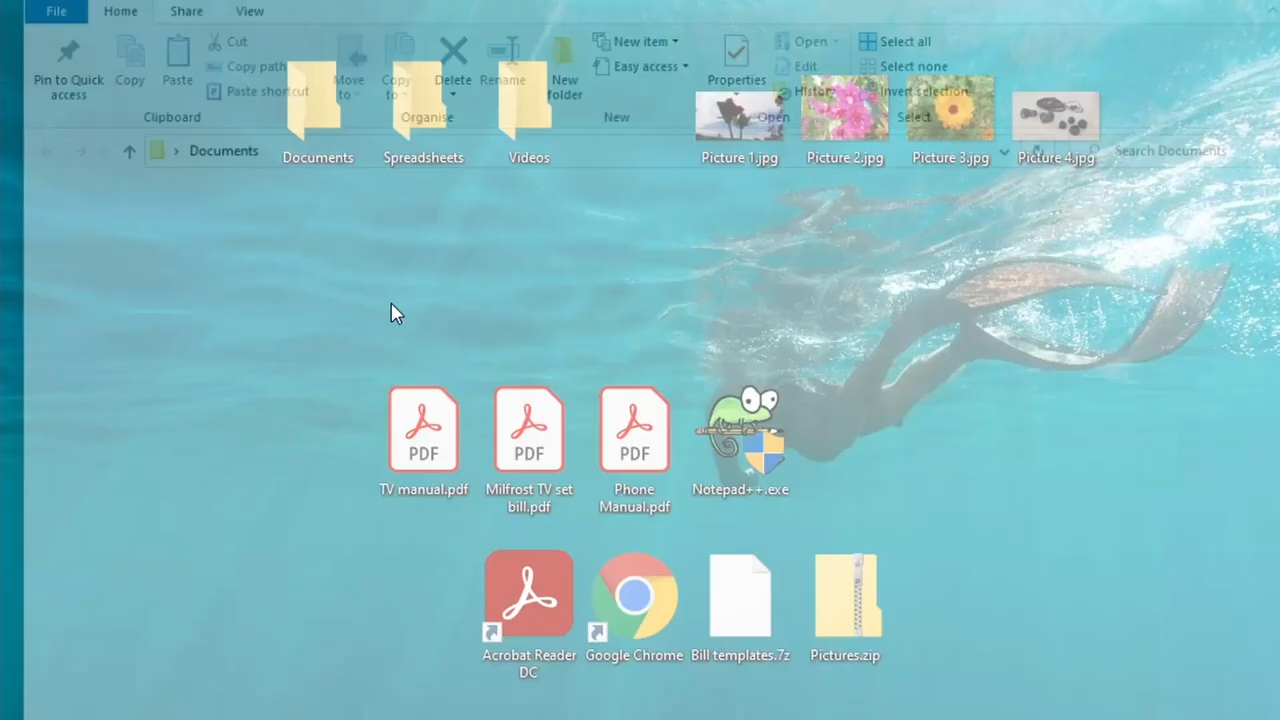 File Home Share View
Cut New item Open Select all
Copy path Easy access Edit Select none
Pin to Quick access Copy Paste Paste shortcut Move to Copy to Delete Rename New folder Properties History Invert selection
Clipboard Organise New Open Select
Documents Search Documents
Documents Spreadsheets Videos Picture 1.jpg Picture 2.jpg Picture 3.jpg Picture 4.jpg
PDF PDF PDF
TV manual.pdf Milfrost TV set bill.pdf Phone Manual.pdf Notepad++.exe
Acrobat Reader DC Google Chrome Bill templates.7z Pictures.zip